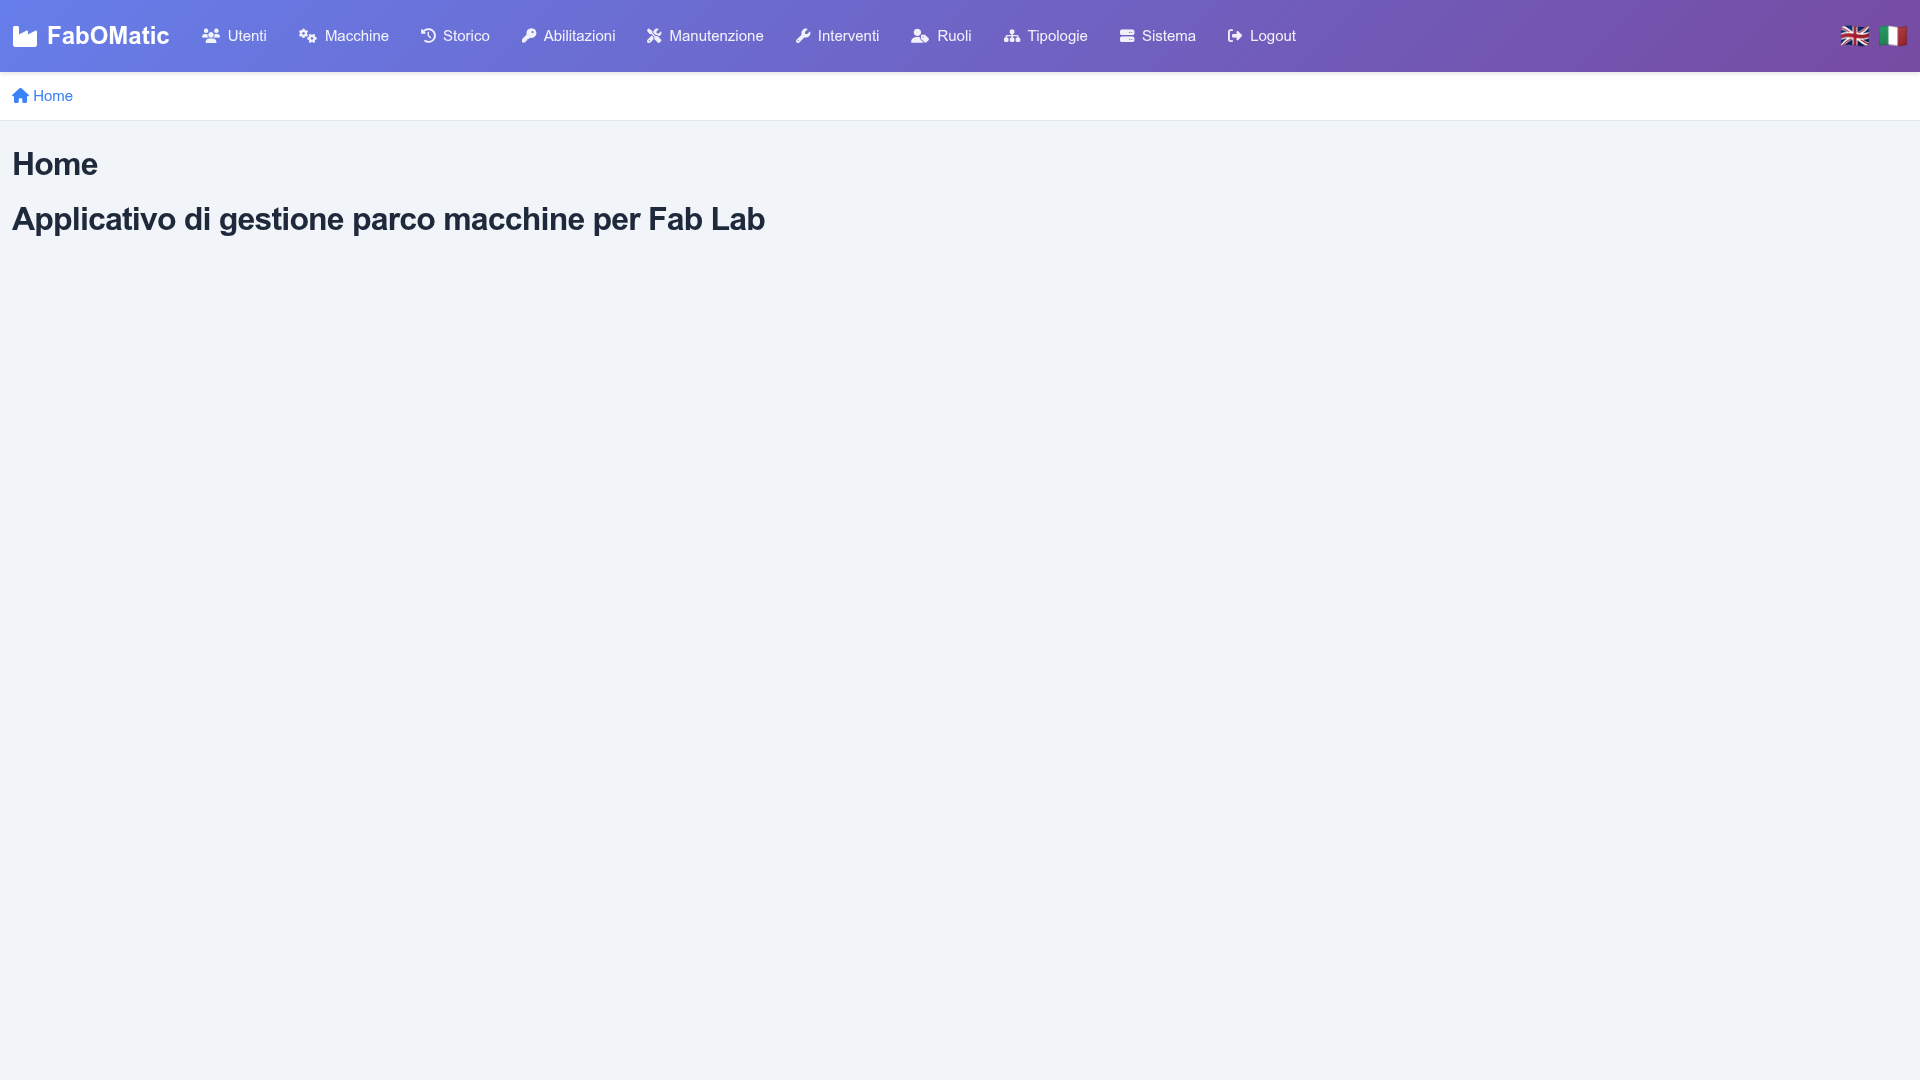 FabOMatic Utenti Macchine Storico Abilitazioni Manutenzione Interventi Ruoli Tipologie Sistema Logout
Home
Home
Applicativo di gestione parco macchine per Fab Lab